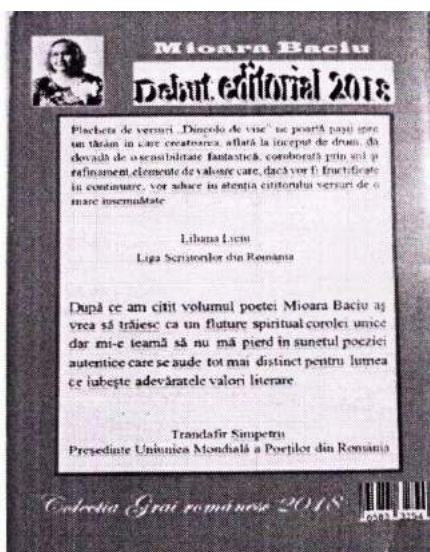 Mioara Baciu
Debut editorial 2018
Placheta de versuri „Dincolo de vise” ne poartă pașii spre
un tărâm în care creatoarea, aflată la început de drum, dă
dovadă de o sensibilitate fantastică, coroborată prin stil și
rafinament, elemente de valoare care, dacă vor fi fructificate
în continuare, vor aduce în atenția cititorului versuri de o
mare însemnătate.
Liliana Liciu
Liga Scriitorilor din România
După ce am citit volumul poetei Mioara Baciu aș
vrea să trăiesc ca un fluture spiritual corolei unice
dar mi-e teamă să nu mă pierd în sunetul poeziei
autentice care se aude tot mai distinct pentru lumea
ce iubește adevăratele valori literare.
Trandafir Simpetru
Președinte Uniunea Mondială a Poeților din România
Colecția Grai românesc 2018